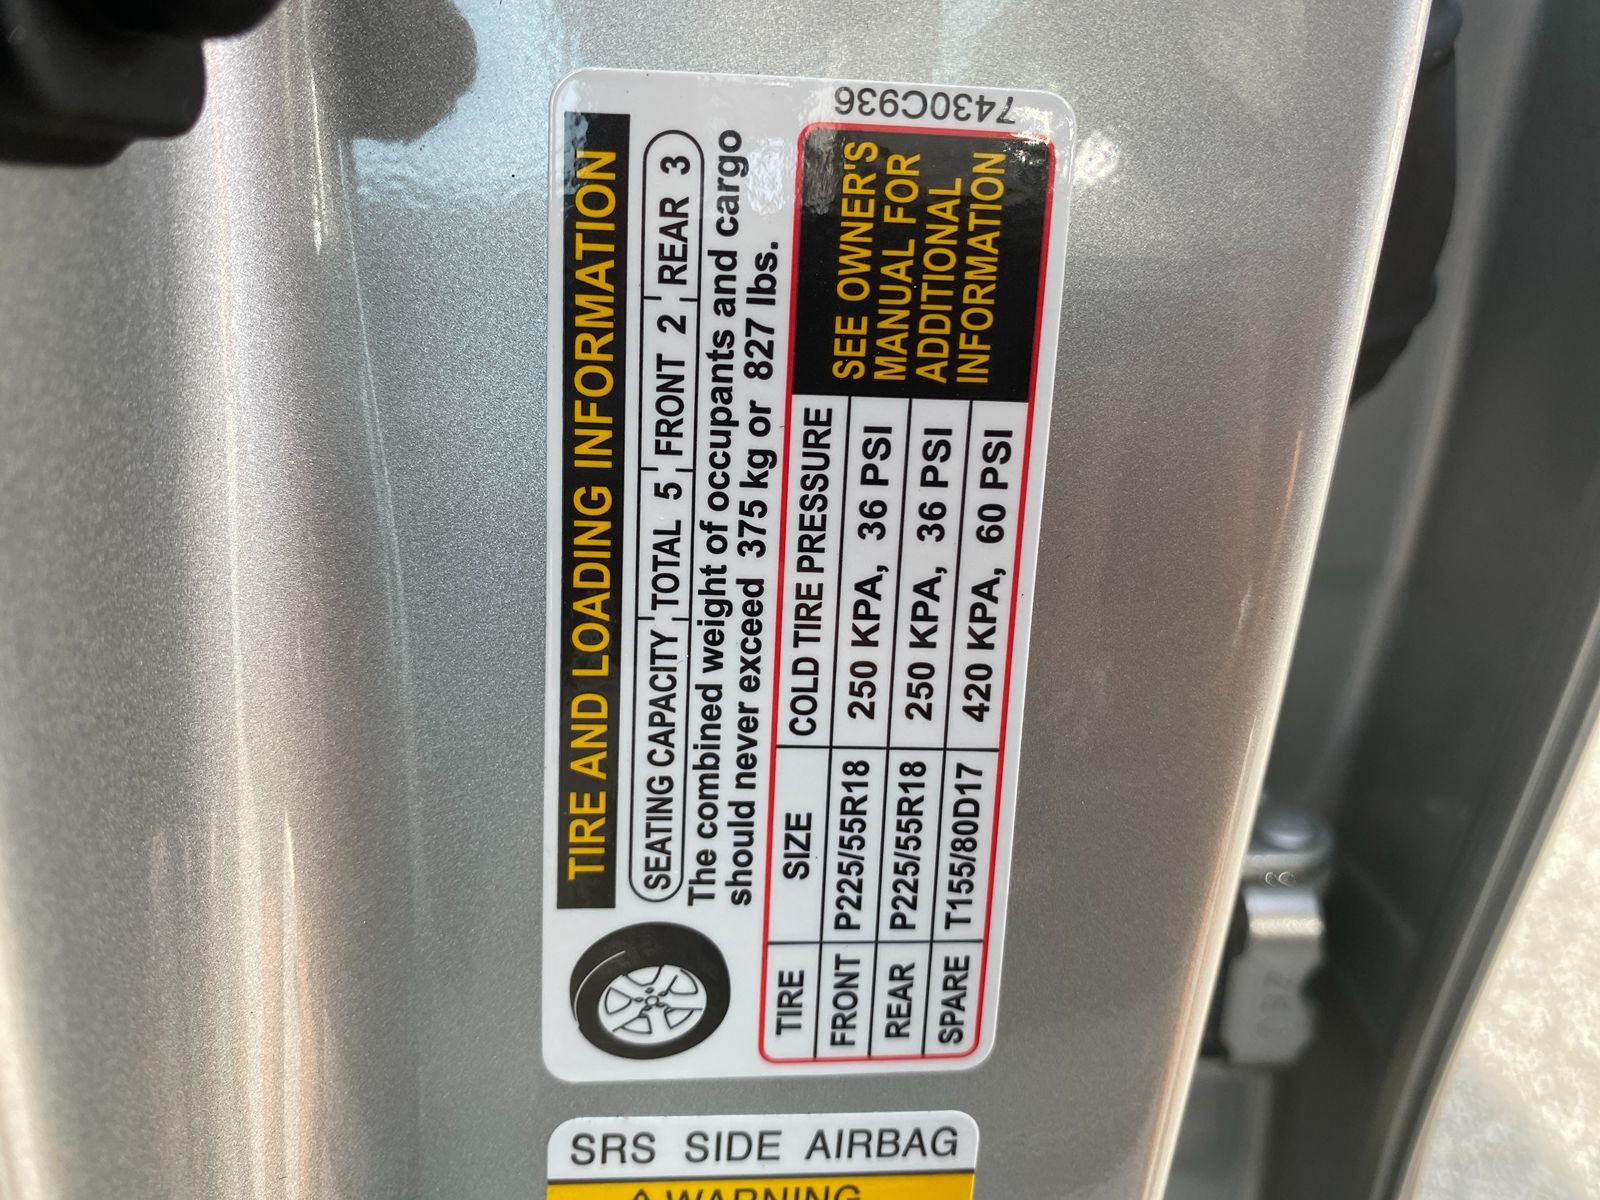 TIRE AND LOADING INFORMATION
SEATING CAPACITY TOTAL 5 FRONT 2 REAR 3
The combined weight of occupants and cargo
should never exceed 375 kg or 827 lbs.
TIRE SIZE COLD TIRE PRESSURE
FRONT P225/55R18 250 KPA, 36 PSI
REAR P225/55R18 250 KPA, 36 PSI
SPARE T155/80D17 420 KPA, 60 PSI
SEE OWNER'S
MANUAL FOR
ADDITIONAL
INFORMATION
7430C936
SRS SIDE AIRBAG
WARNING